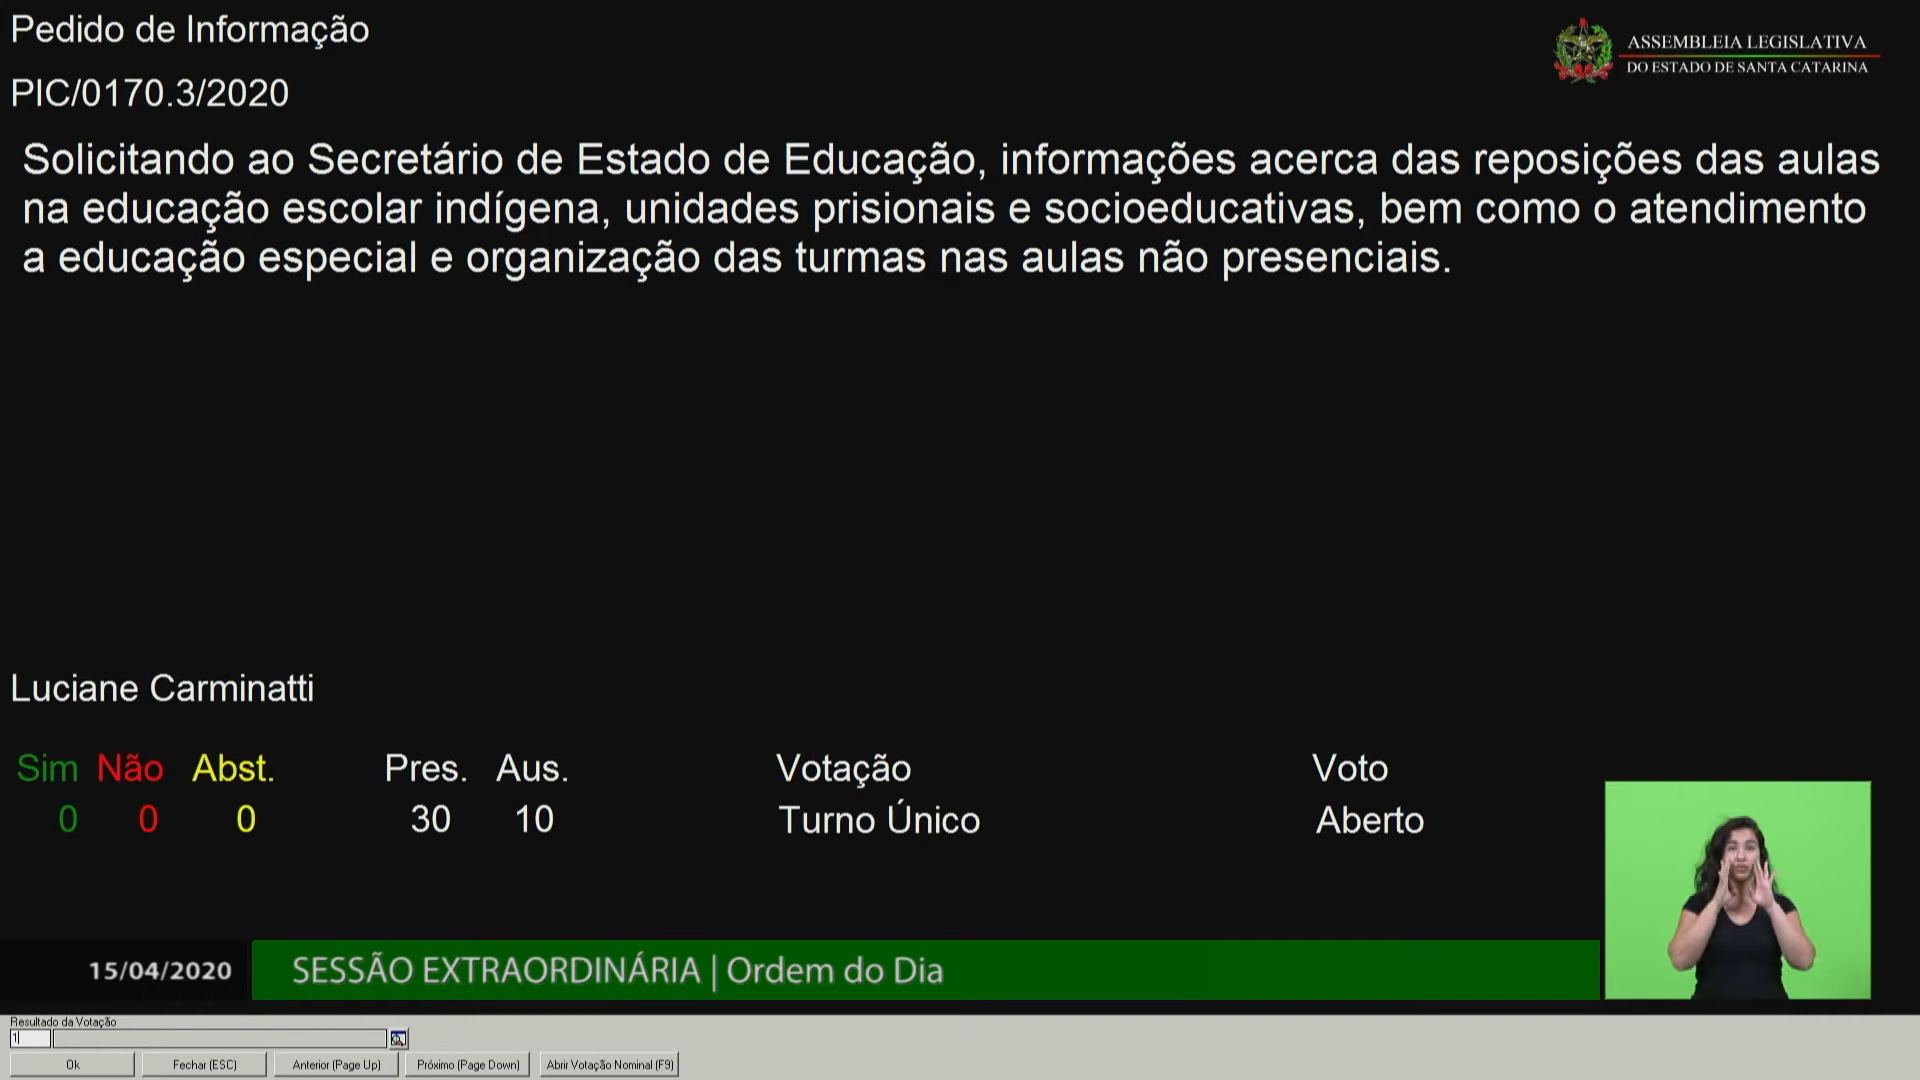 Pedido de Informação
ASSEMBLEIA LEGISLATIVA
DO ESTADO DE SANTA CATARINA
PIC/0170.3/2020
Solicitando ao Secretário de Estado de Educação, informações acerca das reposições das aulas
na educação escolar indígena, unidades prisionais e socioeducativas, bem como o atendimento
a educação especial e organização das turmas nas aulas não presenciais.
Luciane Carminatti
Sim Não Abst. Pres. Aus. Votação Voto
0 0 0 30 10 Turno Único Aberto
15/04/2020 SESSÃO EXTRAORDINÁRIA | Ordem do Dia
Resultado da Votação
1
Ok Fechar (ESC) Anterior (Page Up) Próximo (Page Down) Abrir Votação Nominal (F9)